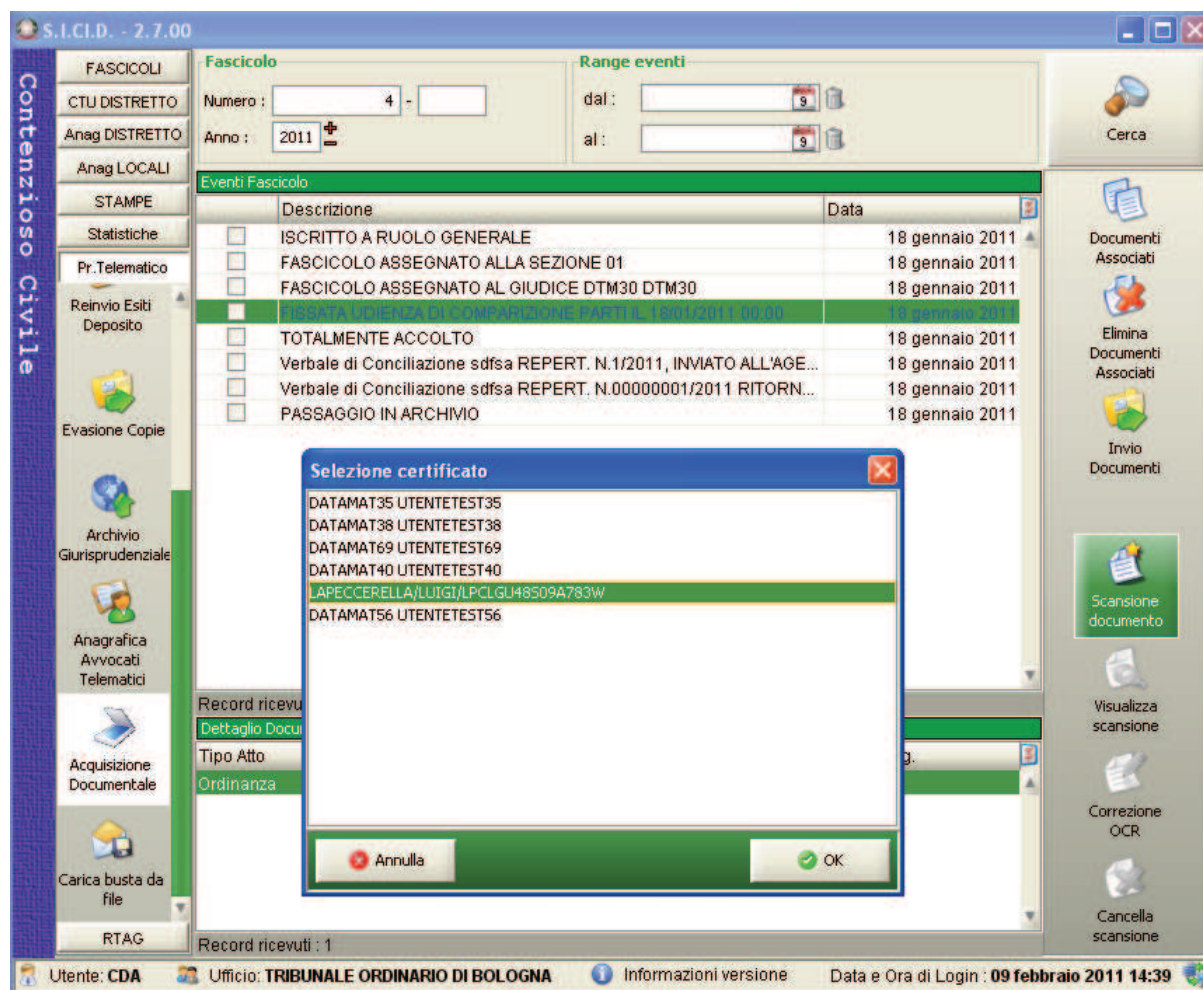 S.I.CI.D. - 2.7.00
Contenzioso Civile
FASCICOLI
CTU DISTRETTO
Anag DISTRETTO
Anag LOCALI
STAMPE
Statistiche
Pr.Telematico
Reinvio Esiti
Deposito
Evasione Copie
Archivio
Giurisprudenziale
Anagrafica
Avvocati
Telematici
Acquisizione
Documentale
Carica busta da
file
RTAG
Fascicolo
Numero : 4 -
Anno : 2011
Range eventi
dal : 9
al : 9
Cerca
Eventi Fascicolo
Descrizione Data
ISCRITTO A RUOLO GENERALE 18 gennaio 2011
FASCICOLO ASSEGNATO ALLA SEZIONE 01 18 gennaio 2011
FASCICOLO ASSEGNATO AL GIUDICE DTM30 DTM30 18 gennaio 2011
FISSATA UDIENZA DI COMPARIZIONE PARTI IL 18/01/2011 00:00 18 gennaio 2011
TOTALMENTE ACCOLTO 18 gennaio 2011
Verbale di Conciliazione sdfsa REPERT. N.1/2011, INVIATO ALL'AGE... 18 gennaio 2011
Verbale di Conciliazione sdfsa REPERT. N.00000001/2011 RITORN... 18 gennaio 2011
PASSAGGIO IN ARCHIVIO 18 gennaio 2011
Selezione certificato
DATAMAT35 UTENTETEST35
DATAMAT38 UTENTETEST38
DATAMAT69 UTENTETEST69
DATAMAT40 UTENTETEST40
LAPECCERELLA/LUIGI/LPCLGU48S09A783W
DATAMAT56 UTENTETEST56
Annulla
OK
Record ricevu
Dettaglio Docu
Tipo Atto g.
Ordinanza
Record ricevuti : 1
Documenti
Associati
Elimina
Documenti
Associati
Invio
Documenti
Scansione
documento
Visualizza
scansione
Correzione
OCR
Cancella
scansione
Utente: CDA Ufficio: TRIBUNALE ORDINARIO DI BOLOGNA Informazioni versione Data e Ora di Login : 09 febbraio 2011 14:39